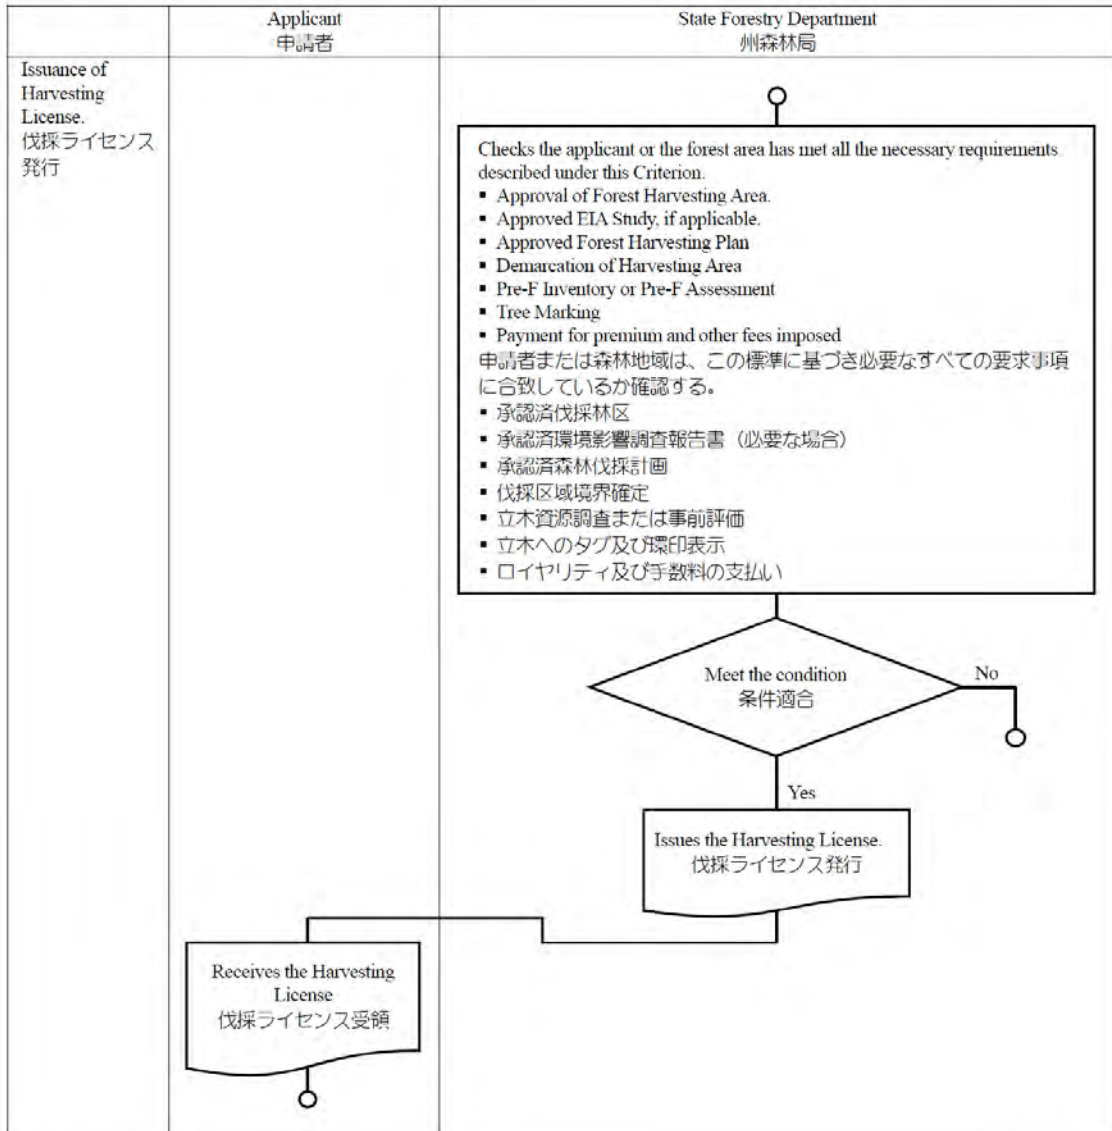 Applicant
申請者
State Forestry Department
州森林局
Issuance of
Harvesting
License.
伐採ライセンス
発行
Checks the applicant or the forest area has met all the necessary requirements
described under this Criterion.
▪ Approval of Forest Harvesting Area.
▪ Approved EIA Study, if applicable.
▪ Approved Forest Harvesting Plan
▪ Demarcation of Harvesting Area
▪ Pre-F Inventory or Pre-F Assessment
▪ Tree Marking
▪ Payment for premium and other fees imposed
申請者または森林地域は、この標準に基づき必要なすべての要求事項
に合致しているか確認する。
▪ 承認済伐採林区
▪ 承認済環境影響調査報告書（必要な場合）
▪ 承認済森林伐採計画
▪ 伐採区域境界確定
▪ 立木資源調査または事前評価
▪ 立木へのタグ及び環印表示
▪ ロイヤリティ及び手数料の支払い
Meet the condition
条件適合
No
Yes
Issues the Harvesting License.
伐採ライセンス発行
Receives the Harvesting
License
伐採ライセンス受領